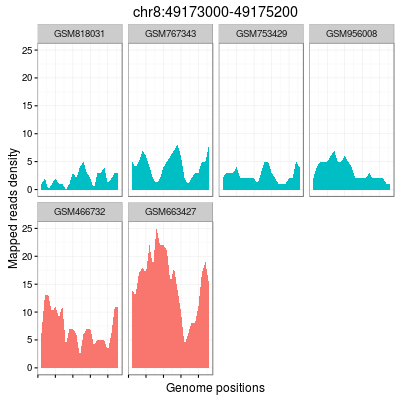 chr8:49173000-49175200
GSM818031 GSM767343 GSM753429 GSM956008
25
20
15
10
5
0
Mapped reads density
GSM466732 GSM663427
25
20
15
10
5
0
Genome positions